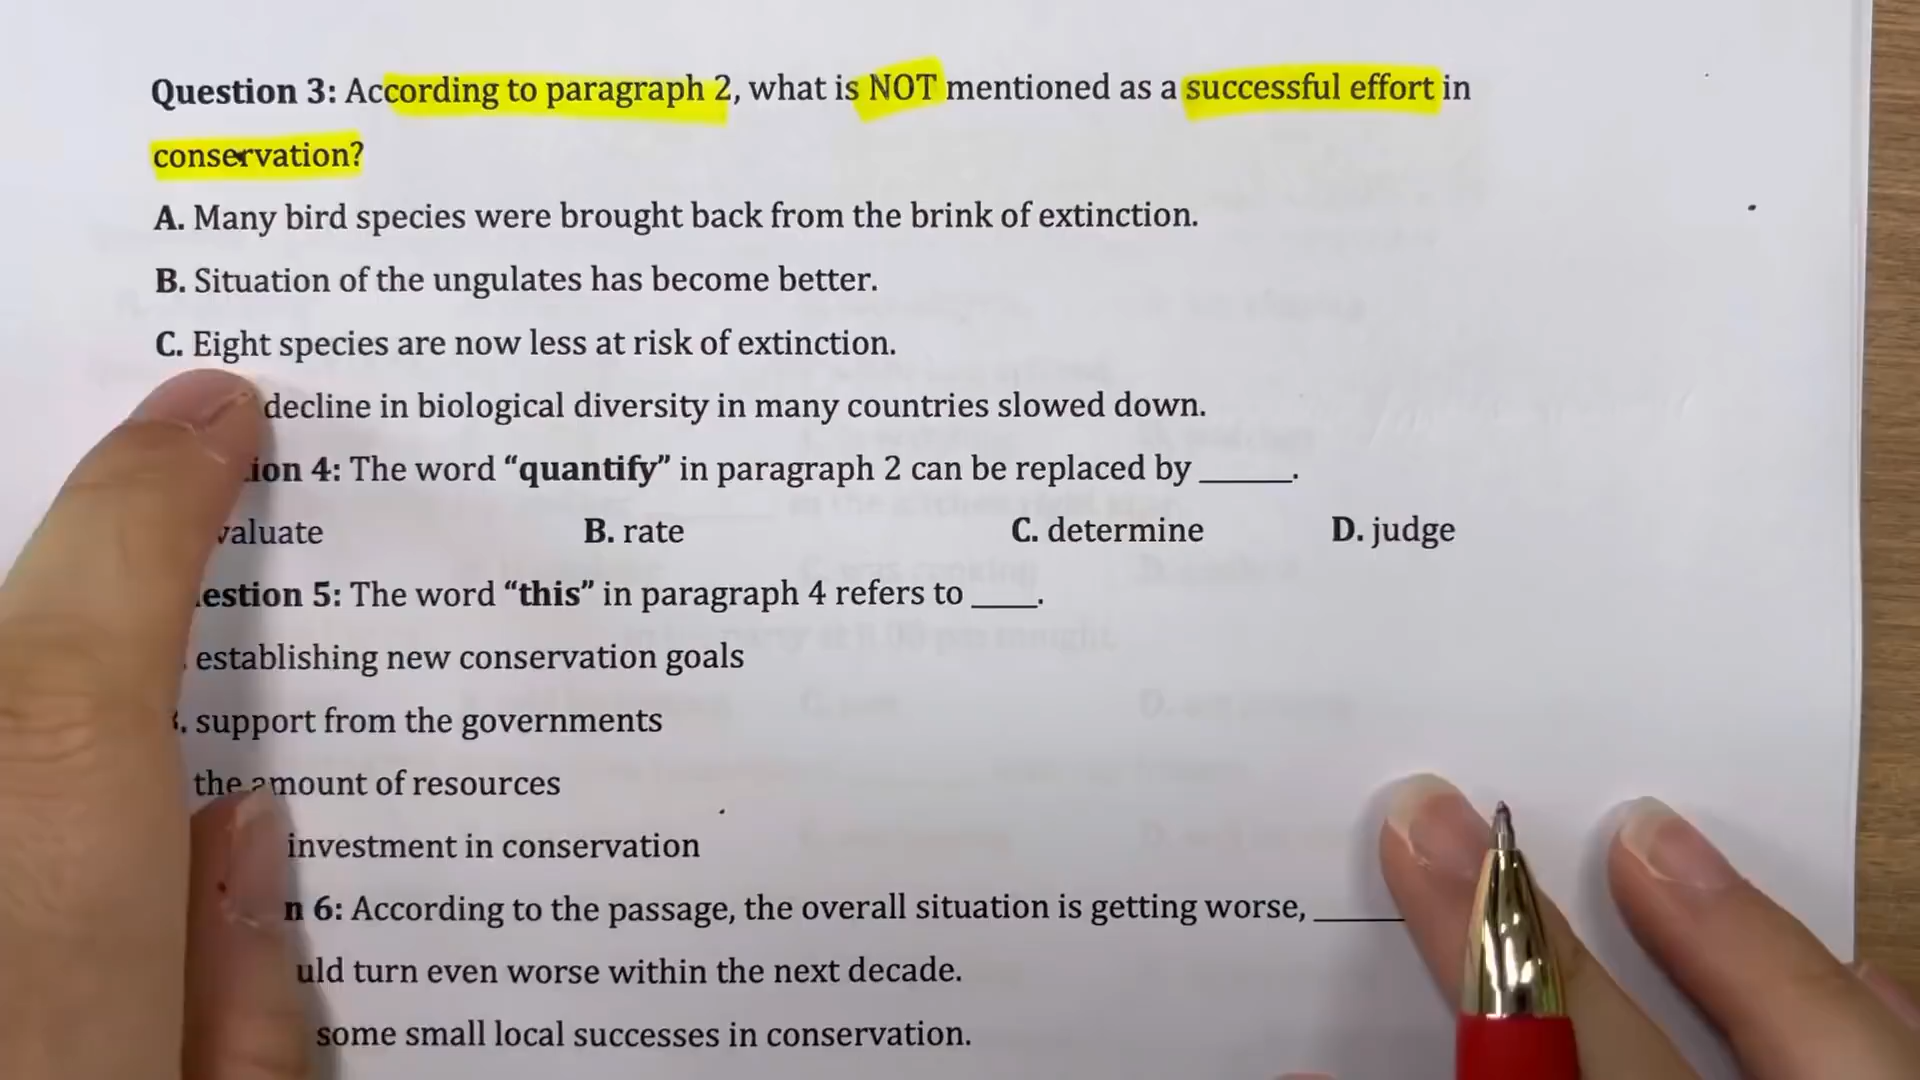 Question 3: According to paragraph 2, what is NOT mentioned as a successful effort in
conservation?
A. Many bird species were brought back from the brink of extinction.
B. Situation of the ungulates has become better.
C. Eight species are now less at risk of extinction.
decline in biological diversity in many countries slowed down.
ion 4: The word “quantify” in paragraph 2 can be replaced by _____.
valuate B. rate C. determine D. judge
estion 5: The word “this” in paragraph 4 refers to ____.
establishing new conservation goals
support from the governments
the amount of resources
investment in conservation
n 6: According to the passage, the overall situation is getting worse, _____
uld turn even worse within the next decade.
some small local successes in conservation.